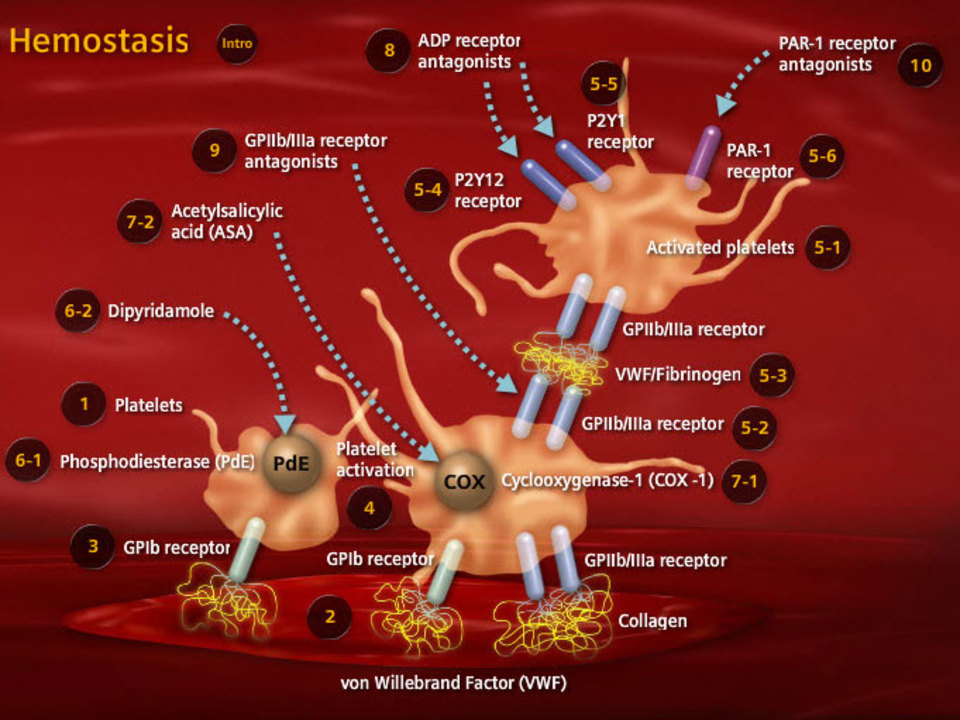 Hemostasis
Intro
8
ADP receptor
antagonists
PAR-1 receptor
antagonists
10
5-5
P2Y1
receptor
9
GPIIb/IIIa receptor
antagonists
PAR-1
receptor
5-6
5-4
P2Y12
receptor
7-2
Acetylsalicylic
acid (ASA)
Activated platelets
5-1
6-2
Dipyridamole
GPIIb/IIIa receptor
VWF/Fibrinogen
5-3
1
Platelets
GPIIb/IIIa receptor
5-2
6-1
Phosphodiesterase (PdE)
PdE
Platelet
activation
COX
Cyclooxygenase-1 (COX -1)
7-1
4
3
GPIb receptor
GPIb receptor
GPIIb/IIIa receptor
2
Collagen
von Willebrand Factor (VWF)